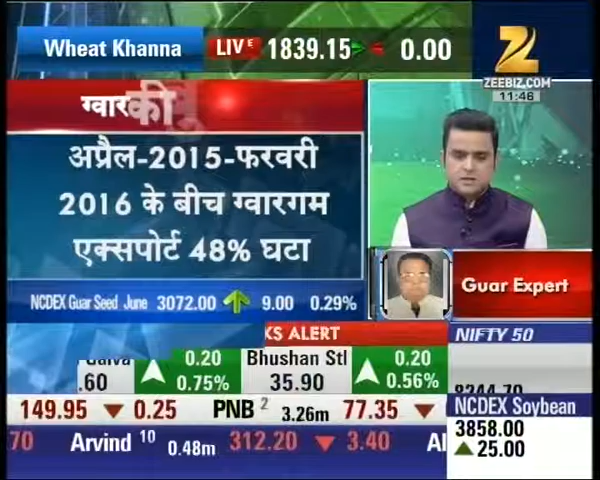 Wheat Khanna
LIVE 1839.15 0.00
Z
ZEEBIZ.COM
11:46
ग्वार की
अप्रैल-2015-फरवरी
2016 के बीच ग्वारगम
एक्सपोर्ट 48% घटा
Guar Expert
NCDEX Guar Seed June 3072.00 9.00 0.29%
KS ALERT
NIFTY 50
.60 0.20 0.75% Bhushan Stl 35.90 0.20 0.56%
149.95 0.25 PNB 2 3.26m 77.35
NCDEX Soybean
3858.00
25.00
70 Arvind 10 0.48m 312.20 3.40 Al